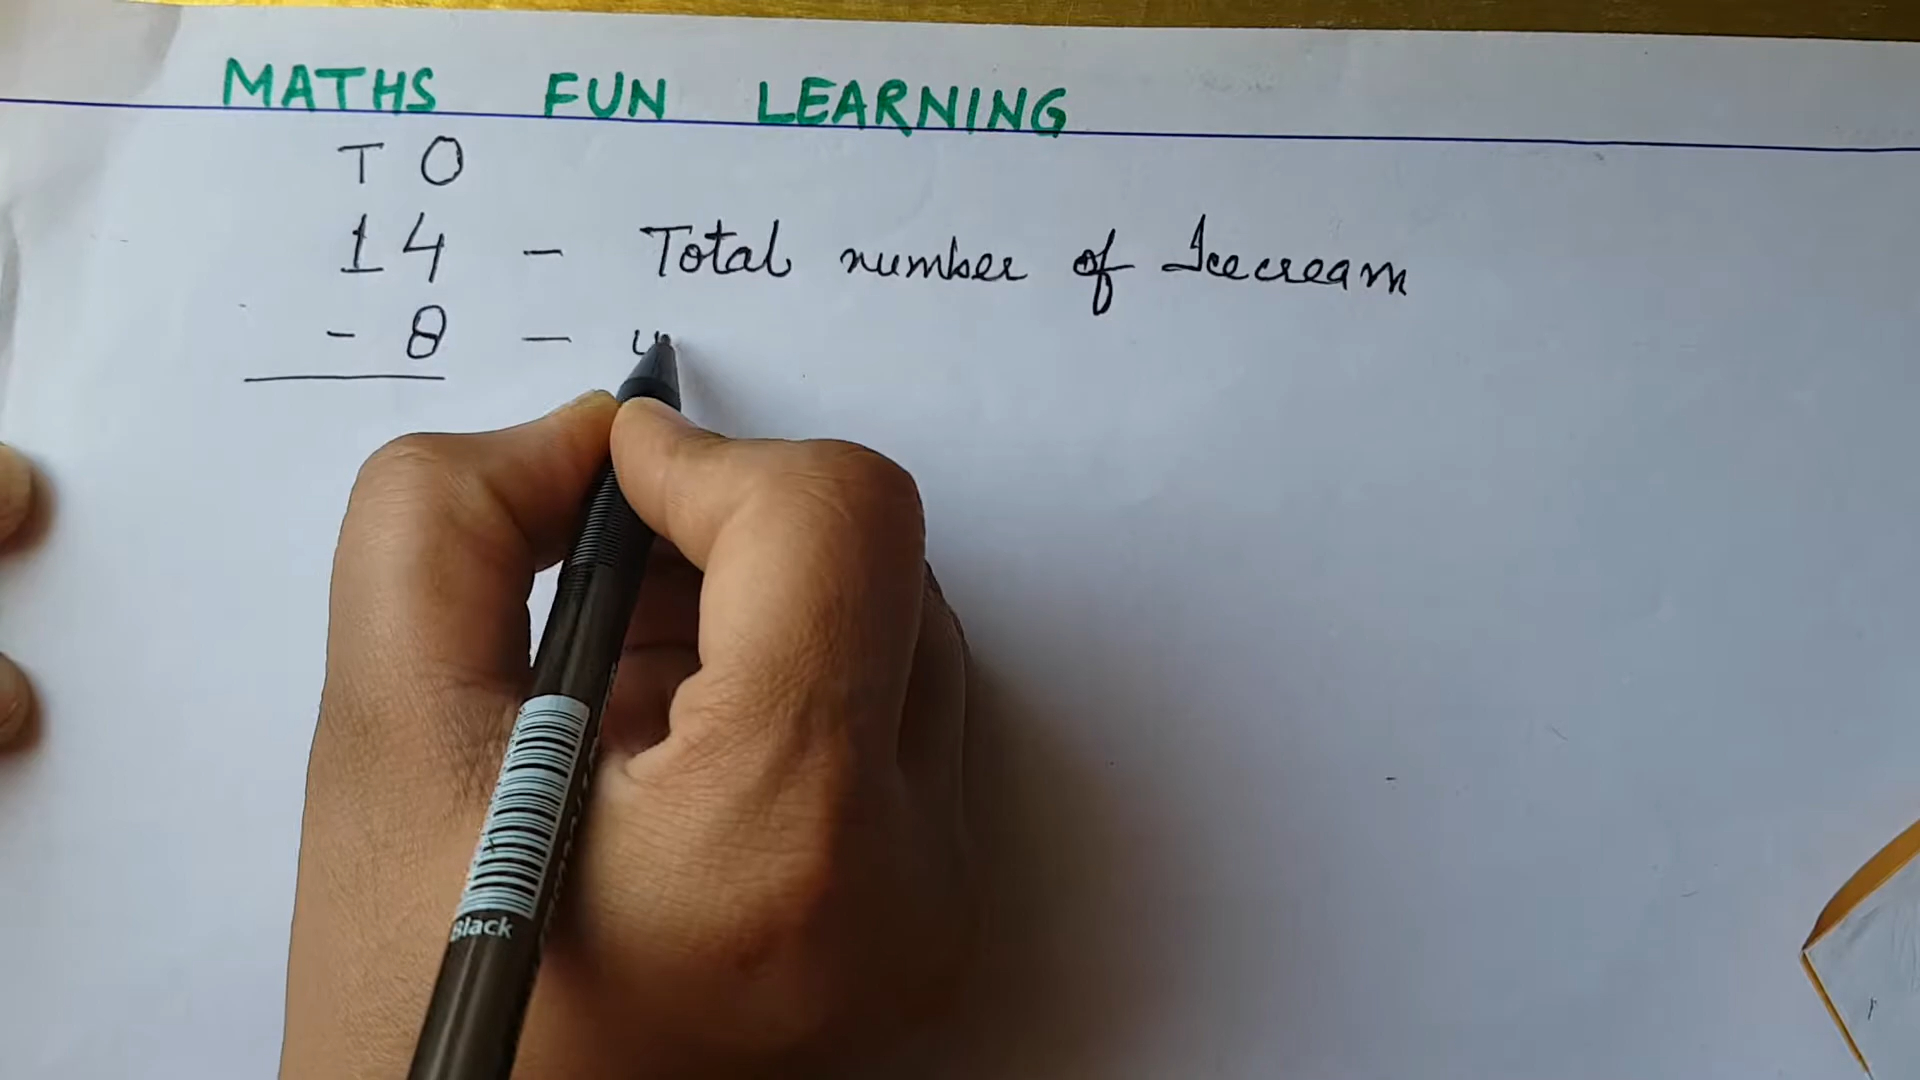 MATHS FUN LEARNING
T O
14 - Total number of Icecream
- 8 -
Black